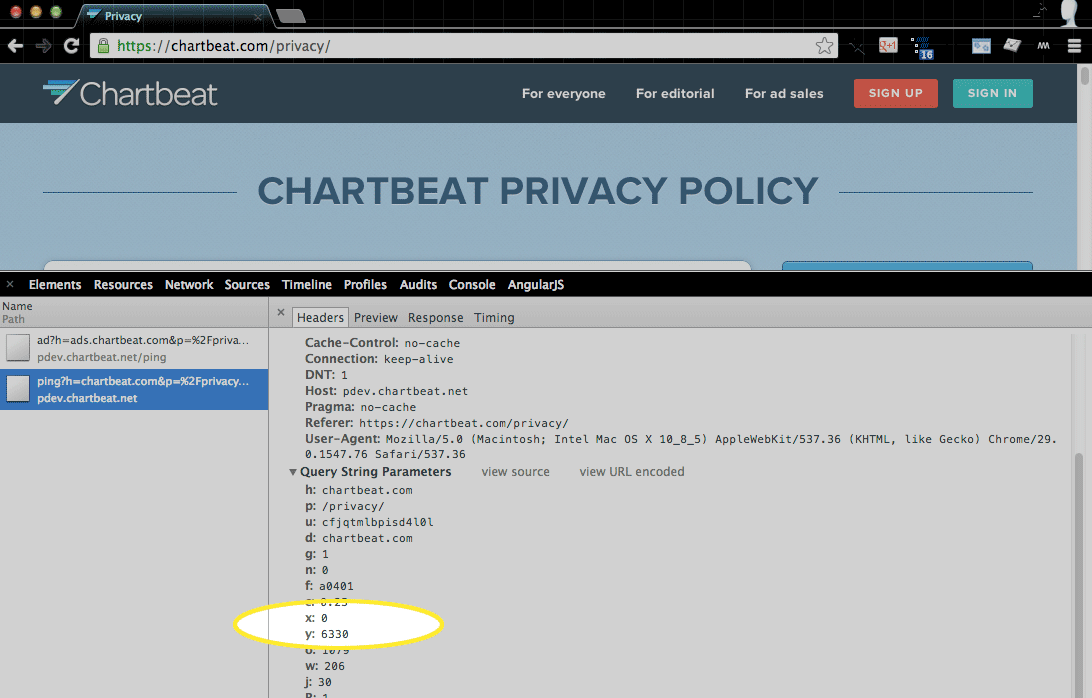 Privacy
https://chartbeat.com/privacy/
g+1
16
Chartbeat
For everyone For editorial For ad sales SIGN UP SIGN IN
CHARTBEAT PRIVACY POLICY
× Elements Resources Network Sources Timeline Profiles Audits Console AngularJS
Name
Path
ad?h=ads.chartbeat.com&p=%2Fpriva...
pdev.chartbeat.net/ping
ping?h=chartbeat.com&p=%2Fprivacy...
pdev.chartbeat.net
× Headers Preview Response Timing
Cache-Control: no-cache
Connection: keep-alive
DNT: 1
Host: pdev.chartbeat.net
Pragma: no-cache
Referer: https://chartbeat.com/privacy/
User-Agent: Mozilla/5.0 (Macintosh; Intel Mac OS X 10_8_5) AppleWebKit/537.36 (KHTML, like Gecko) Chrome/29.
0.1547.76 Safari/537.36
Query String Parameters view source view URL encoded
h: chartbeat.com
p: /privacy/
u: cfjqtmlbpisd4l0l
d: chartbeat.com
g: 1
n: 0
f: a0401
c: 0.25
x: 0
y: 6330
o: 1079
w: 206
j: 30
R: 1